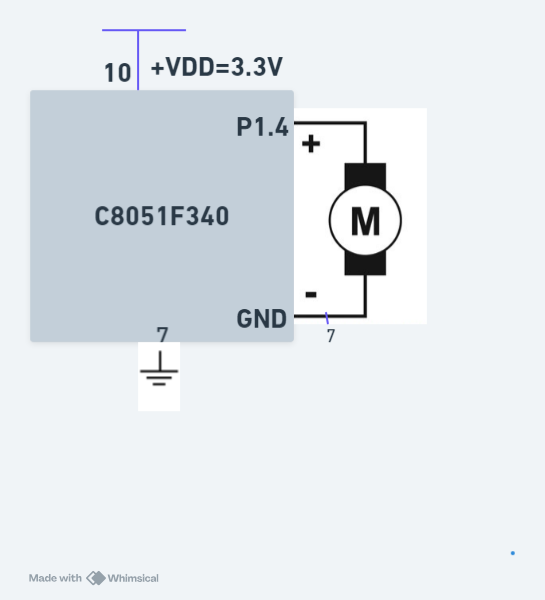 10 +VDD=3.3V
P1.4
+
M
C8051F340
-
GND
7
7
Made with Whimsical